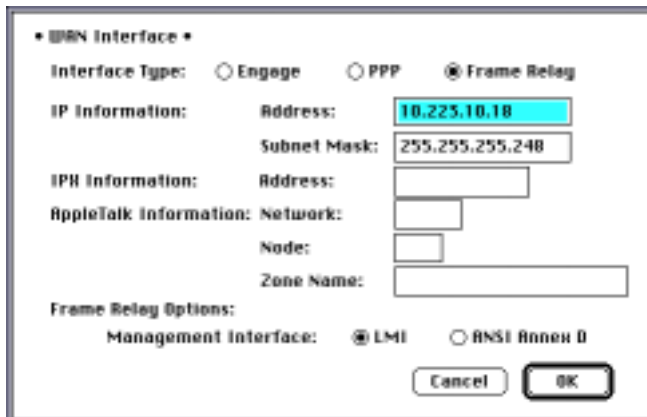 • WAN Interface •
Interface Type: Engage PPP Frame Relay
IP Information: Address: 10.223.10.18
Subnet Mask: 255.255.255.248
IPX Information: Address:
AppleTalk Information: Network:
Node:
Zone Name:
Frame Relay Options:
Management Interface: LMI ANSI Annex D
Cancel OK